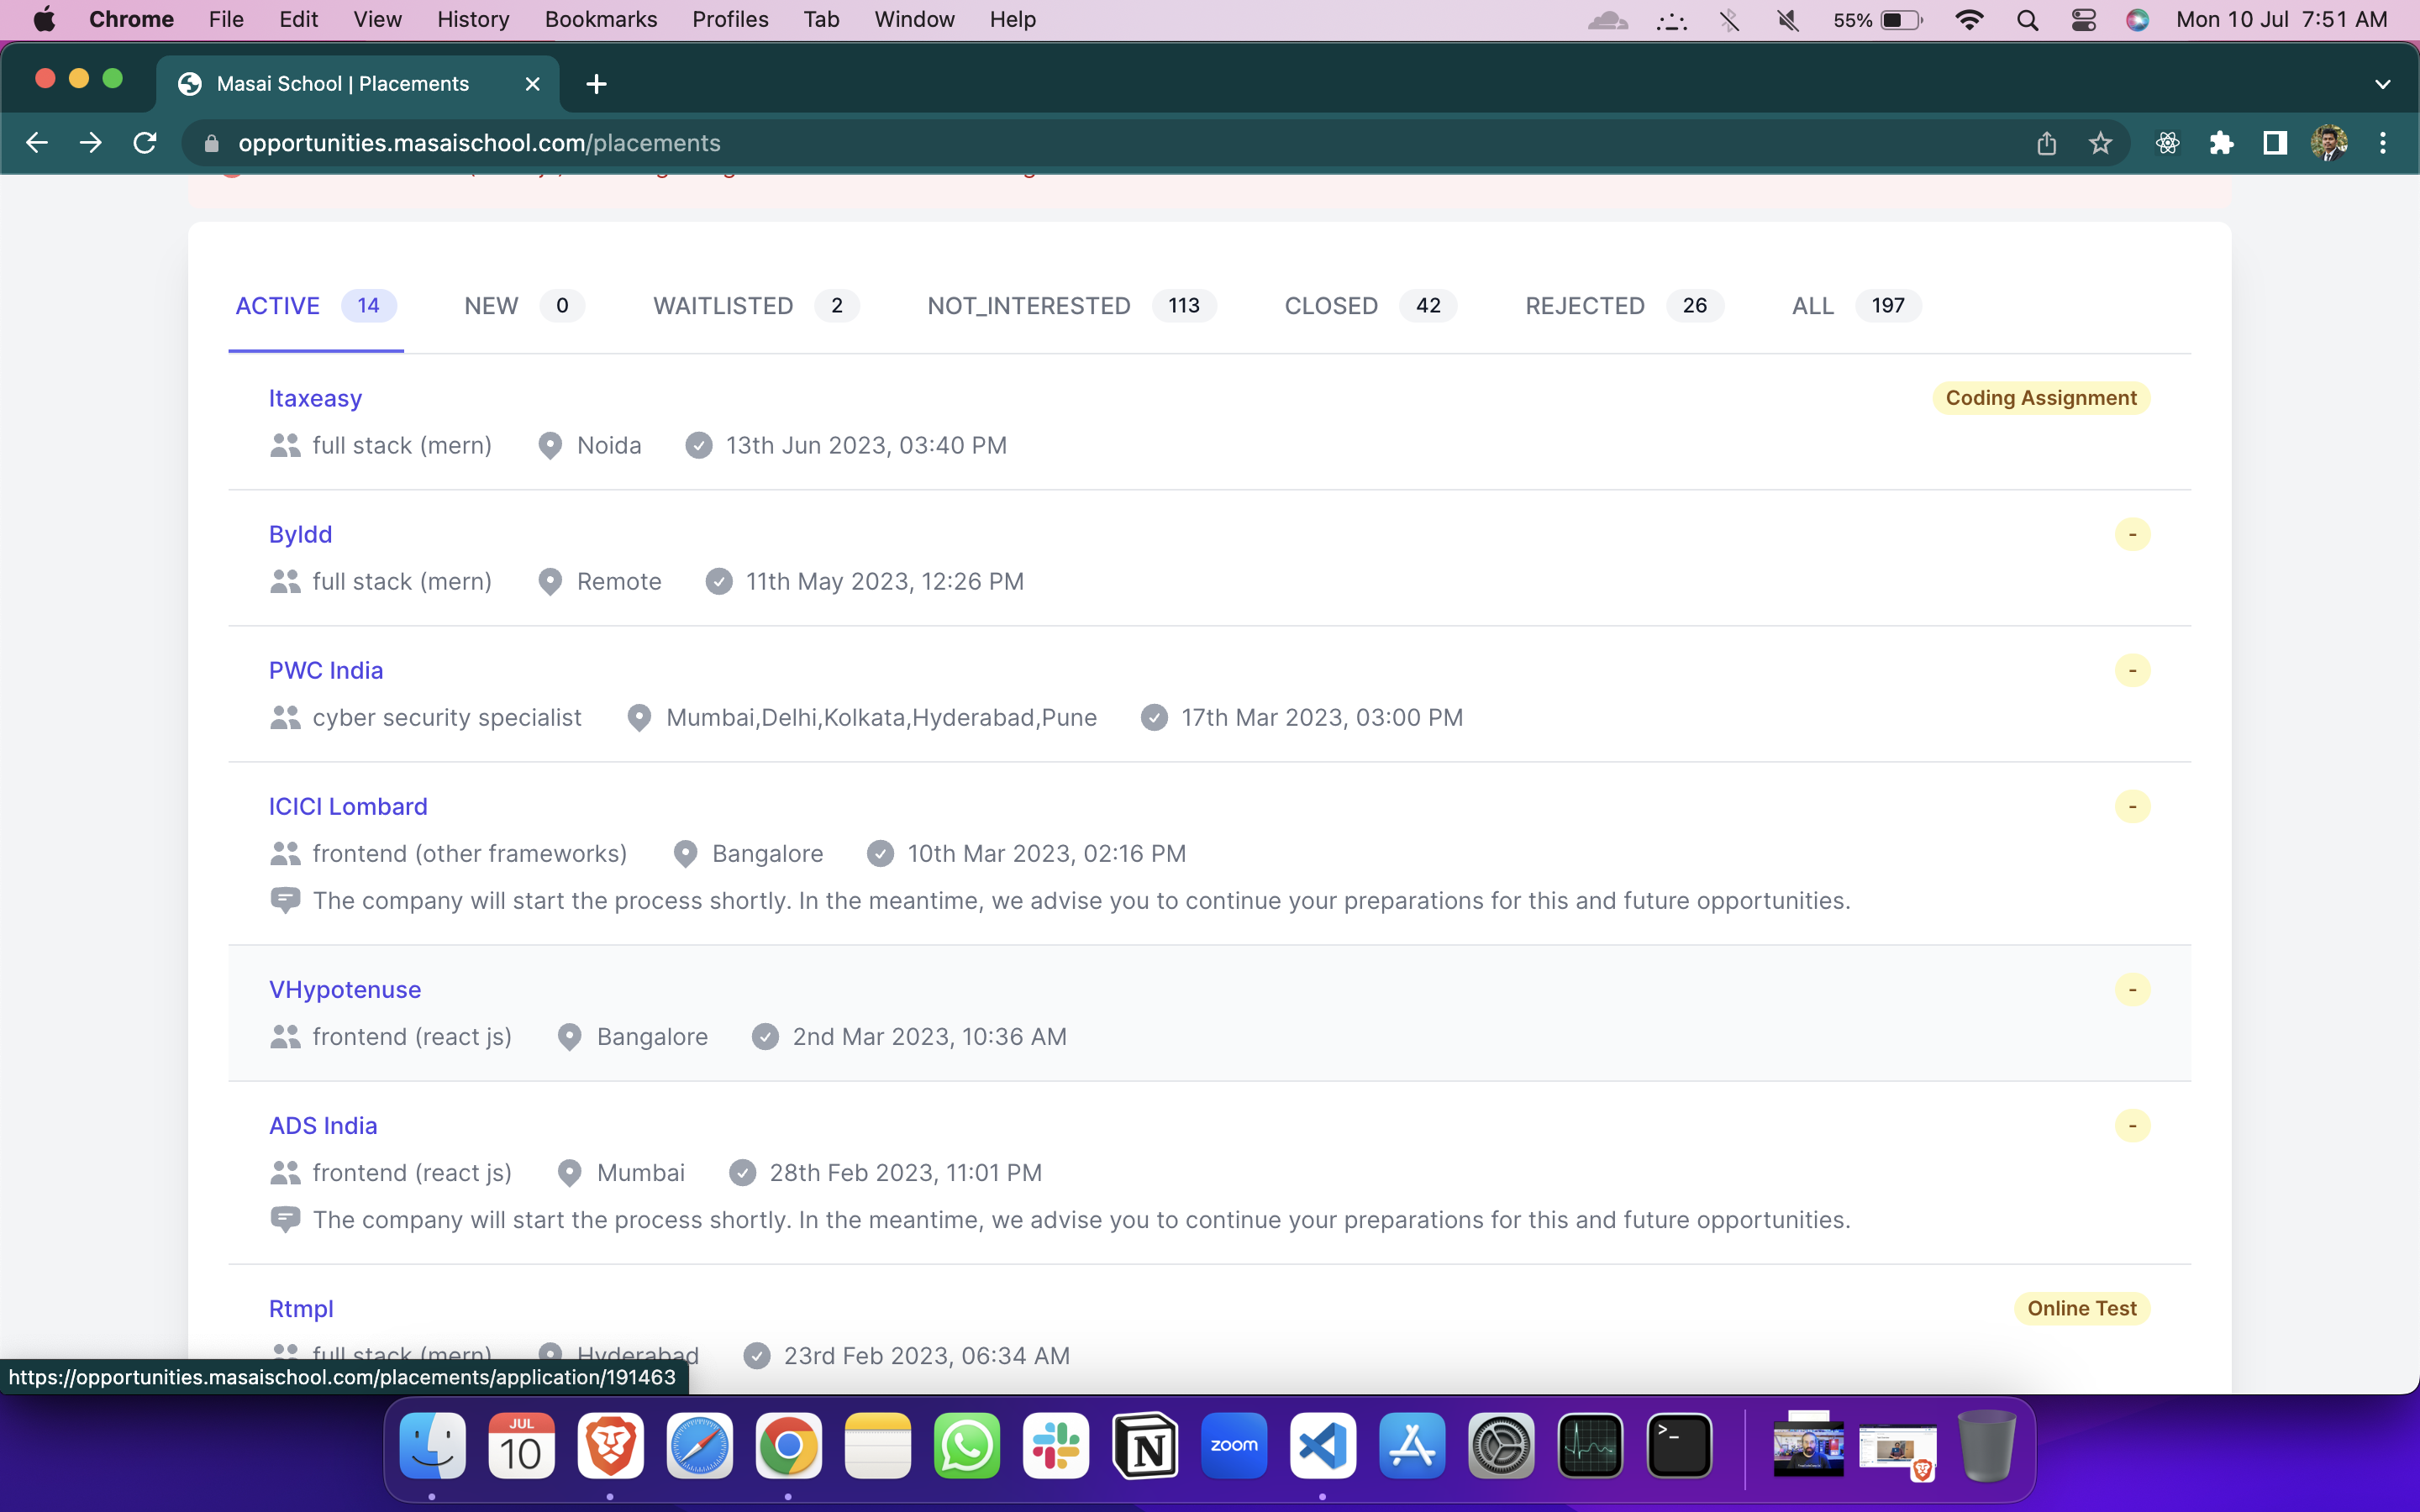 Chrome File Edit View History Bookmarks Profiles Tab Window Help 55% Mon 10 Jul 7:51 AM
Masai School | Placements
opportunities.masaischool.com/placements
ACTIVE 14 NEW 0 WAITLISTED 2 NOT_INTERESTED 113 CLOSED 42 REJECTED 26 ALL 197
Itaxeasy Coding Assignment
full stack (mern) Noida 13th Jun 2023, 03:40 PM
Byldd -
full stack (mern) Remote 11th May 2023, 12:26 PM
PWC India -
cyber security specialist Mumbai,Delhi,Kolkata,Hyderabad,Pune 17th Mar 2023, 03:00 PM
ICICI Lombard -
frontend (other frameworks) Bangalore 10th Mar 2023, 02:16 PM
The company will start the process shortly. In the meantime, we advise you to continue your preparations for this and future opportunities.
VHypotenuse -
frontend (react js) Bangalore 2nd Mar 2023, 10:36 AM
ADS India -
frontend (react js) Mumbai 28th Feb 2023, 11:01 PM
The company will start the process shortly. In the meantime, we advise you to continue your preparations for this and future opportunities.
Rtmpl Online Test
full stack (mern) Hyderabad 23rd Feb 2023, 06:34 AM
https://opportunities.masaischool.com/placements/application/191463
JUL
10
N
zoom
>_